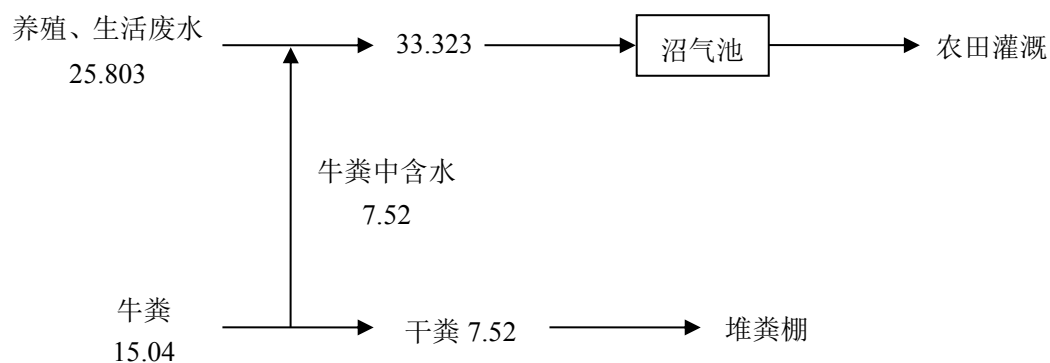 养殖、生活废水
25.803
33.323
沼气池
农田灌溉
牛粪中含水
7.52
牛粪
15.04
干粪 7.52
堆粪棚